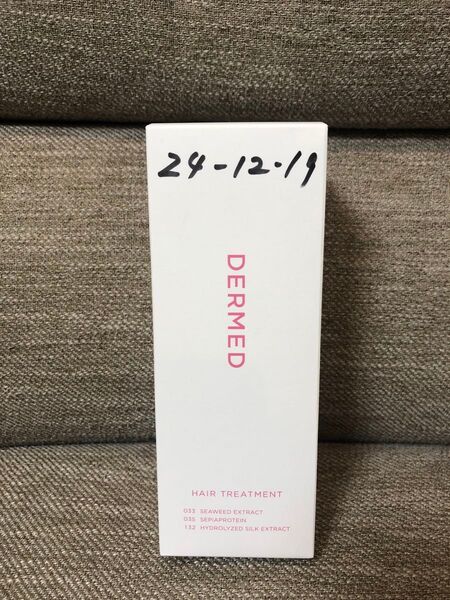 24-12-19
DERMED
HAIR TREATMENT
033 SEAWEED EXTRACT
035 SEPIAPROTEIN
132 HYDROLYZED SILK EXTRACT